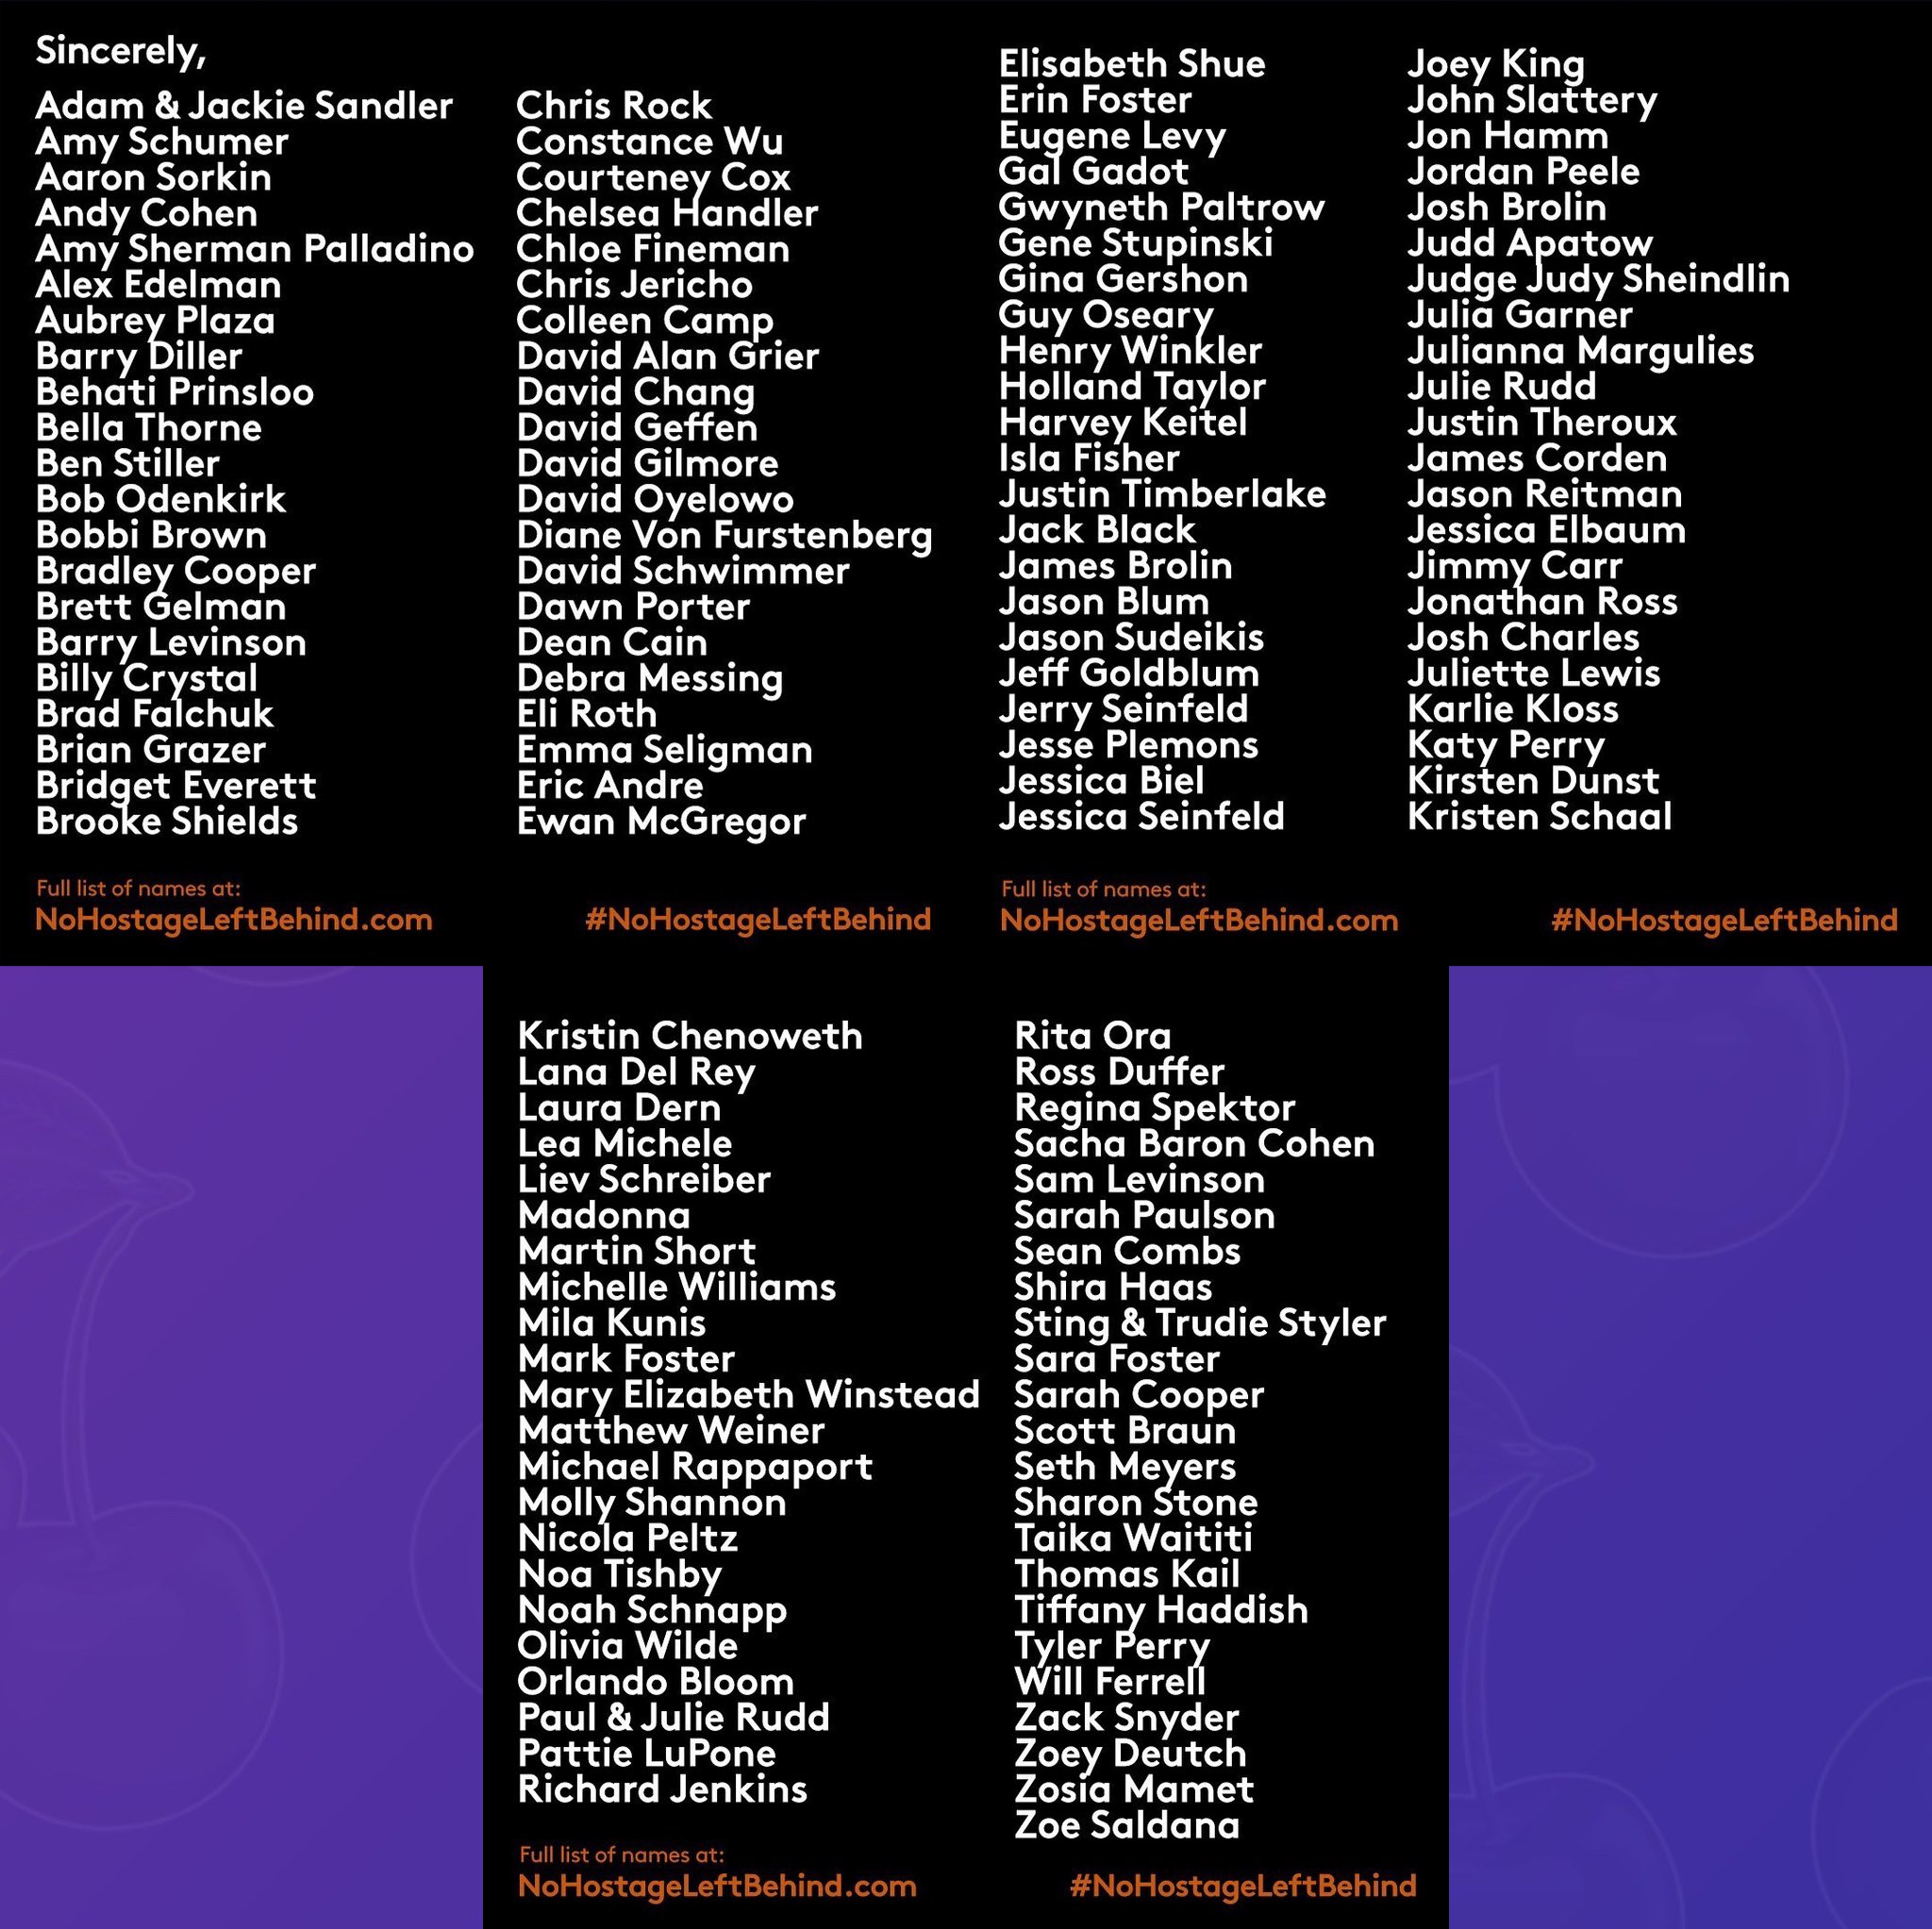 Sincerely,
Adam & Jackie Sandler
Amy Schumer
Aaron Sorkin
Andy Cohen
Amy Sherman Palladino
Alex Edelman
Aubrey Plaza
Barry Diller
Behati Prinsloo
Bella Thorne
Ben Stiller
Bob Odenkirk
Bobbi Brown
Bradley Cooper
Brett Gelman
Barry Levinson
Billy Crystal
Brad Falchuk
Brian Grazer
Bridget Everett
Brooke Shields
Chris Rock
Constance Wu
Courteney Cox
Chelsea Handler
Chloe Fineman
Chris Jericho
Colleen Camp
David Alan Grier
David Chang
David Geffen
David Gilmore
David Oyelowo
Diane Von Furstenberg
David Schwimmer
Dawn Porter
Dean Cain
Debra Messing
Eli Roth
Emma Seligman
Eric Andre
Ewan McGregor
Full list of names at:
NoHostageLeftBehind.com
#NoHostageLeftBehind
Elisabeth Shue
Erin Foster
Eugene Levy
Gal Gadot
Gwyneth Paltrow
Gene Stupinski
Gina Gershon
Guy Oseary
Henry Winkler
Holland Taylor
Harvey Keitel
Isla Fisher
Justin Timberlake
Jack Black
James Brolin
Jason Blum
Jason Sudeikis
Jeff Goldblum
Jerry Seinfeld
Jesse Plemons
Jessica Biel
Jessica Seinfeld
Joey King
John Slattery
Jon Hamm
Jordan Peele
Josh Brolin
Judd Apatow
Judge Judy Sheindlin
Julia Garner
Julianna Margulies
Julie Rudd
Justin Theroux
James Corden
Jason Reitman
Jessica Elbaum
Jimmy Carr
Jonathan Ross
Josh Charles
Juliette Lewis
Karlie Kloss
Katy Perry
Kirsten Dunst
Kristen Schaal
Full list of names at:
NoHostageLeftBehind.com
#NoHostageLeftBehind
Kristin Chenoweth
Lana Del Rey
Laura Dern
Lea Michele
Liev Schreiber
Madonna
Martin Short
Michelle Williams
Mila Kunis
Mark Foster
Mary Elizabeth Winstead
Matthew Weiner
Michael Rappaport
Molly Shannon
Nicola Peltz
Noa Tishby
Noah Schnapp
Olivia Wilde
Orlando Bloom
Paul & Julie Rudd
Pattie LuPone
Richard Jenkins
Rita Ora
Ross Duffer
Regina Spektor
Sacha Baron Cohen
Sam Levinson
Sarah Paulson
Sean Combs
Shira Haas
Sting & Trudie Styler
Sara Foster
Sarah Cooper
Scott Braun
Seth Meyers
Sharon Stone
Taika Waititi
Thomas Kail
Tiffany Haddish
Tyler Perry
Will Ferrell
Zack Snyder
Zoey Deutch
Zosia Mamet
Zoe Saldana
Full list of names at:
NoHostageLeftBehind.com
#NoHostageLeftBehind